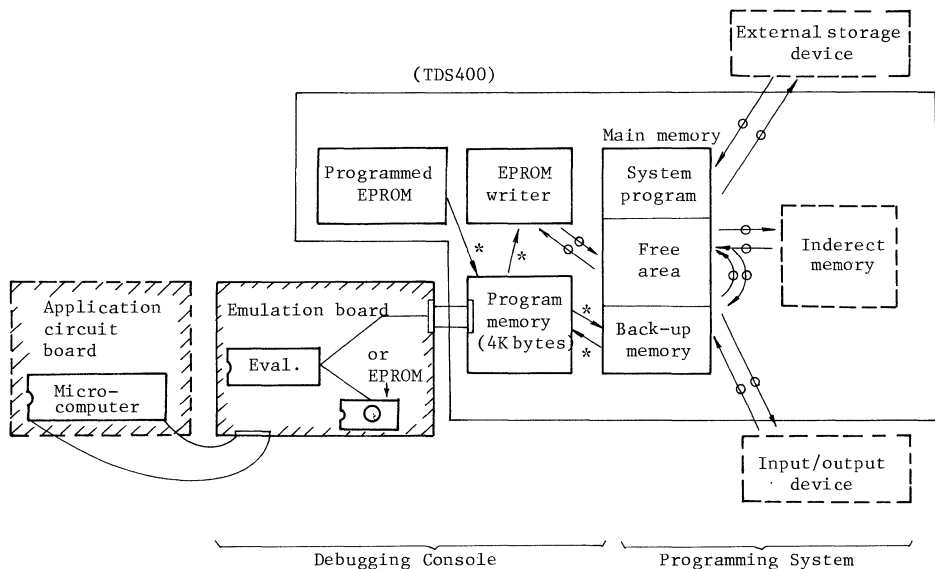 External storage
device
(TDS400)
Main memory
Programmed
EPROM
EPROM
writer
System
program
*
*
Free
area
Inderect
memory
Application
circuit
board
Emulation board
Program
memory
(4K bytes)
*
*
Back-up
memory
Eval.
or
EPROM
Micro-
computer
Input/output
device
Debugging Console
Programming System